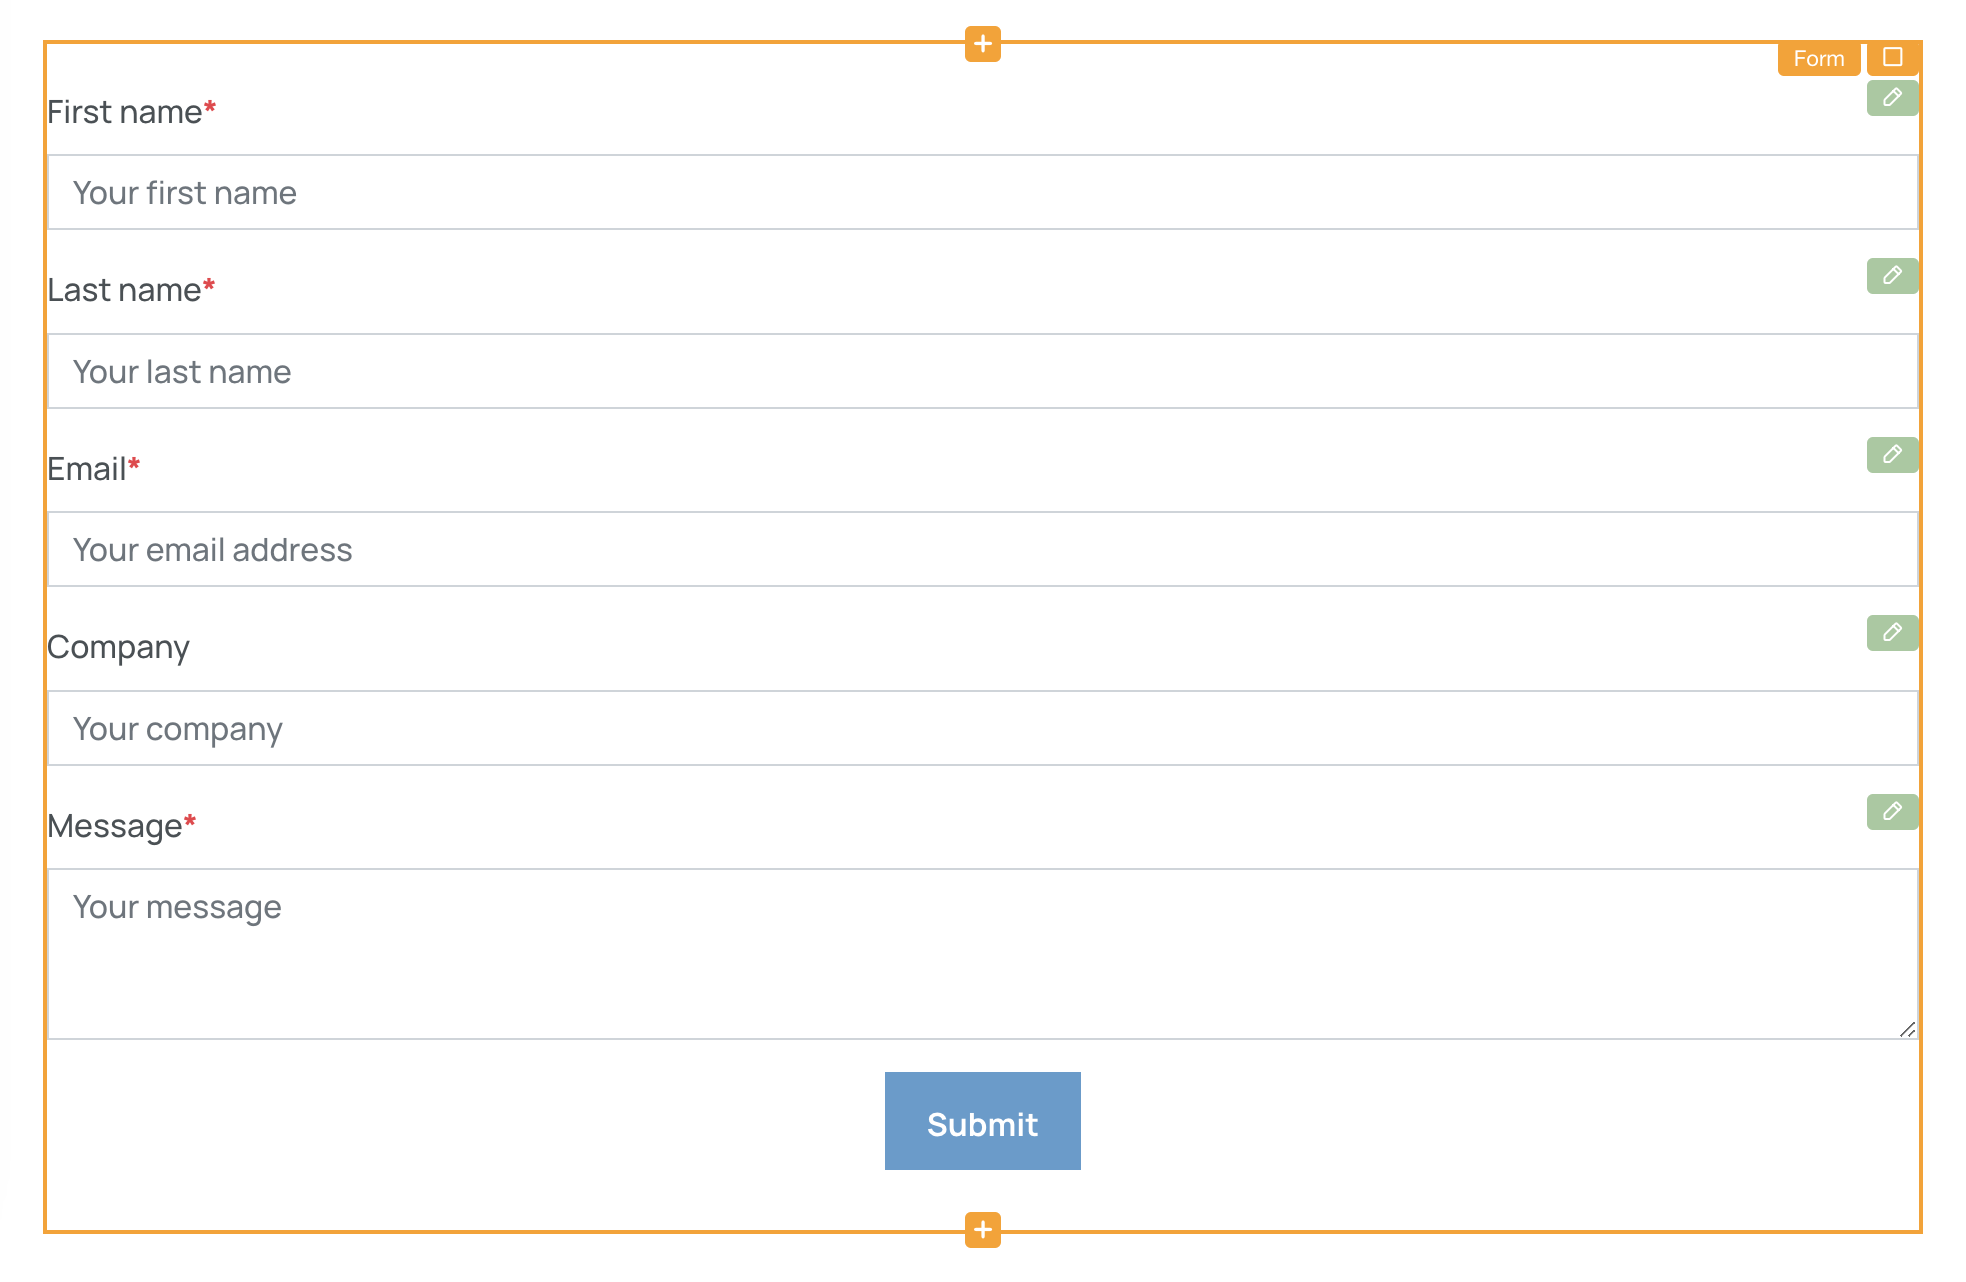 Form
First name*
Your first name
Last name*
Your last name
Email*
Your email address
Company
Your company
Message*
Your message
Submit